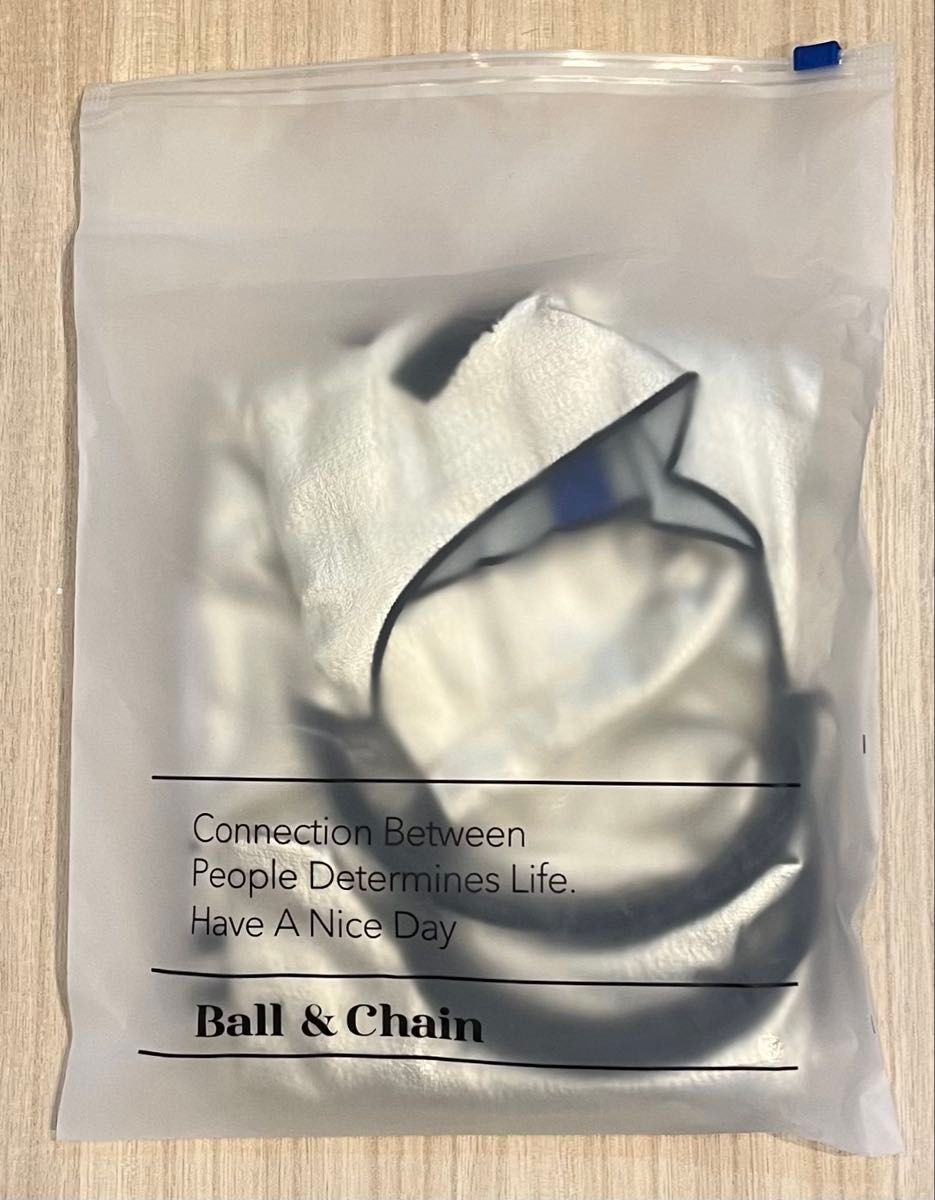 Connection Between
People Determines Life.
Have A Nice Day
Ball & Chain